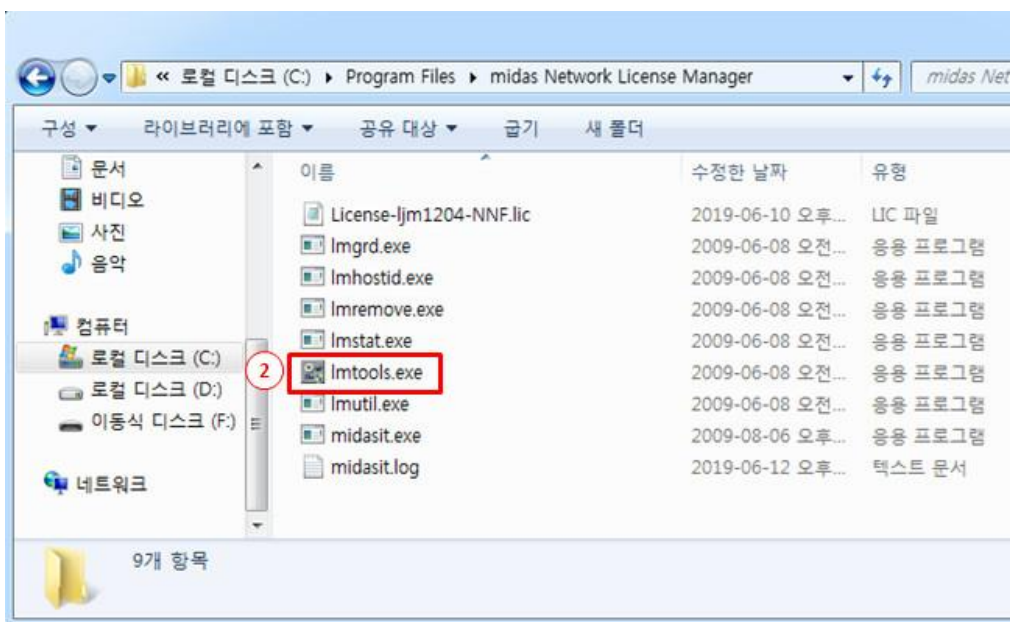 « 로컬 디스크 (C:) ▸ Program Files ▸ midas Network License Manager midas Net
구성 라이브러리에 포함 공유 대상 굽기 새 폴더
문서
비디오
사진
음악
컴퓨터
로컬 디스크 (C:)
로컬 디스크 (D:)
이동식 디스크 (F:)
네트워크
이름 수정한 날짜 유형
License-ljm1204-NNF.lic 2019-06-10 오후... LIC 파일
lmgrd.exe 2009-06-08 오전... 응용 프로그램
lmhostid.exe 2009-06-08 오전... 응용 프로그램
lmremove.exe 2009-06-08 오전... 응용 프로그램
lmstat.exe 2009-06-08 오전... 응용 프로그램
2 lmtools.exe 2009-06-08 오전... 응용 프로그램
lmutil.exe 2009-06-08 오전... 응용 프로그램
midasit.exe 2009-08-06 오후... 응용 프로그램
midasit.log 2019-06-12 오후... 텍스트 문서
9개 항목